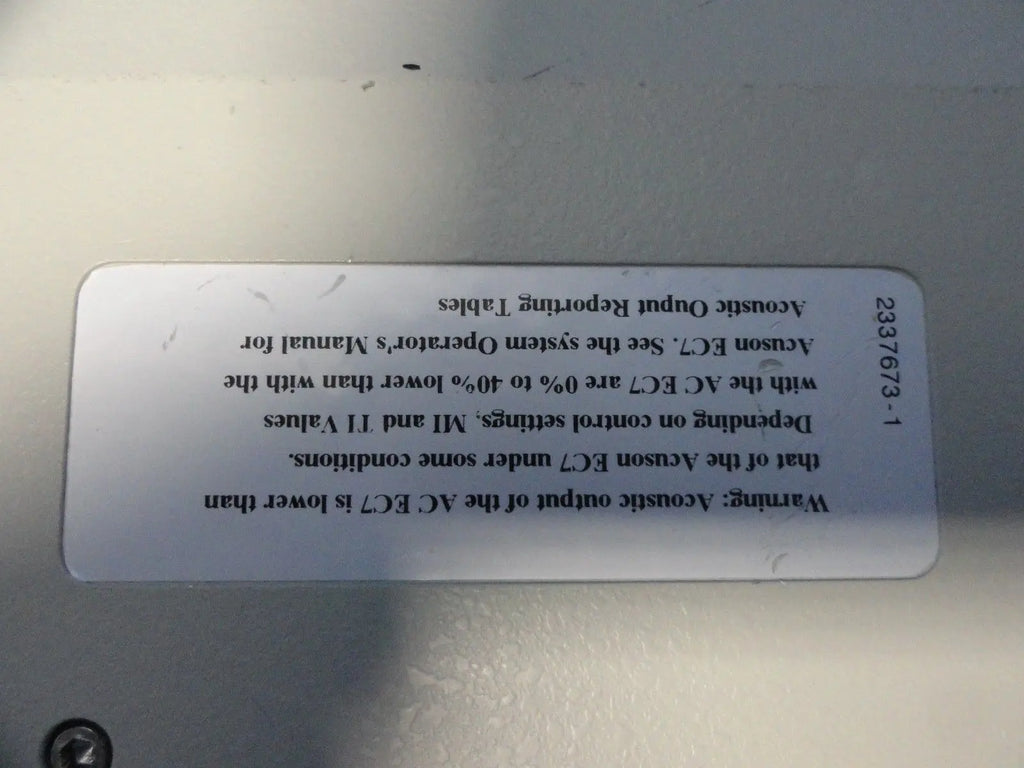 Warning: Acoustic output of the AC EC7 is lower than
that of the Acuson EC7 under some conditions.
Depending on control settings, MI and TI Values
with the AC EC7 are 0% to 40% lower than with the
Acuson EC7. See the system Operator's Manual for
Acoustic Ouput Reporting Tables
2337673-1